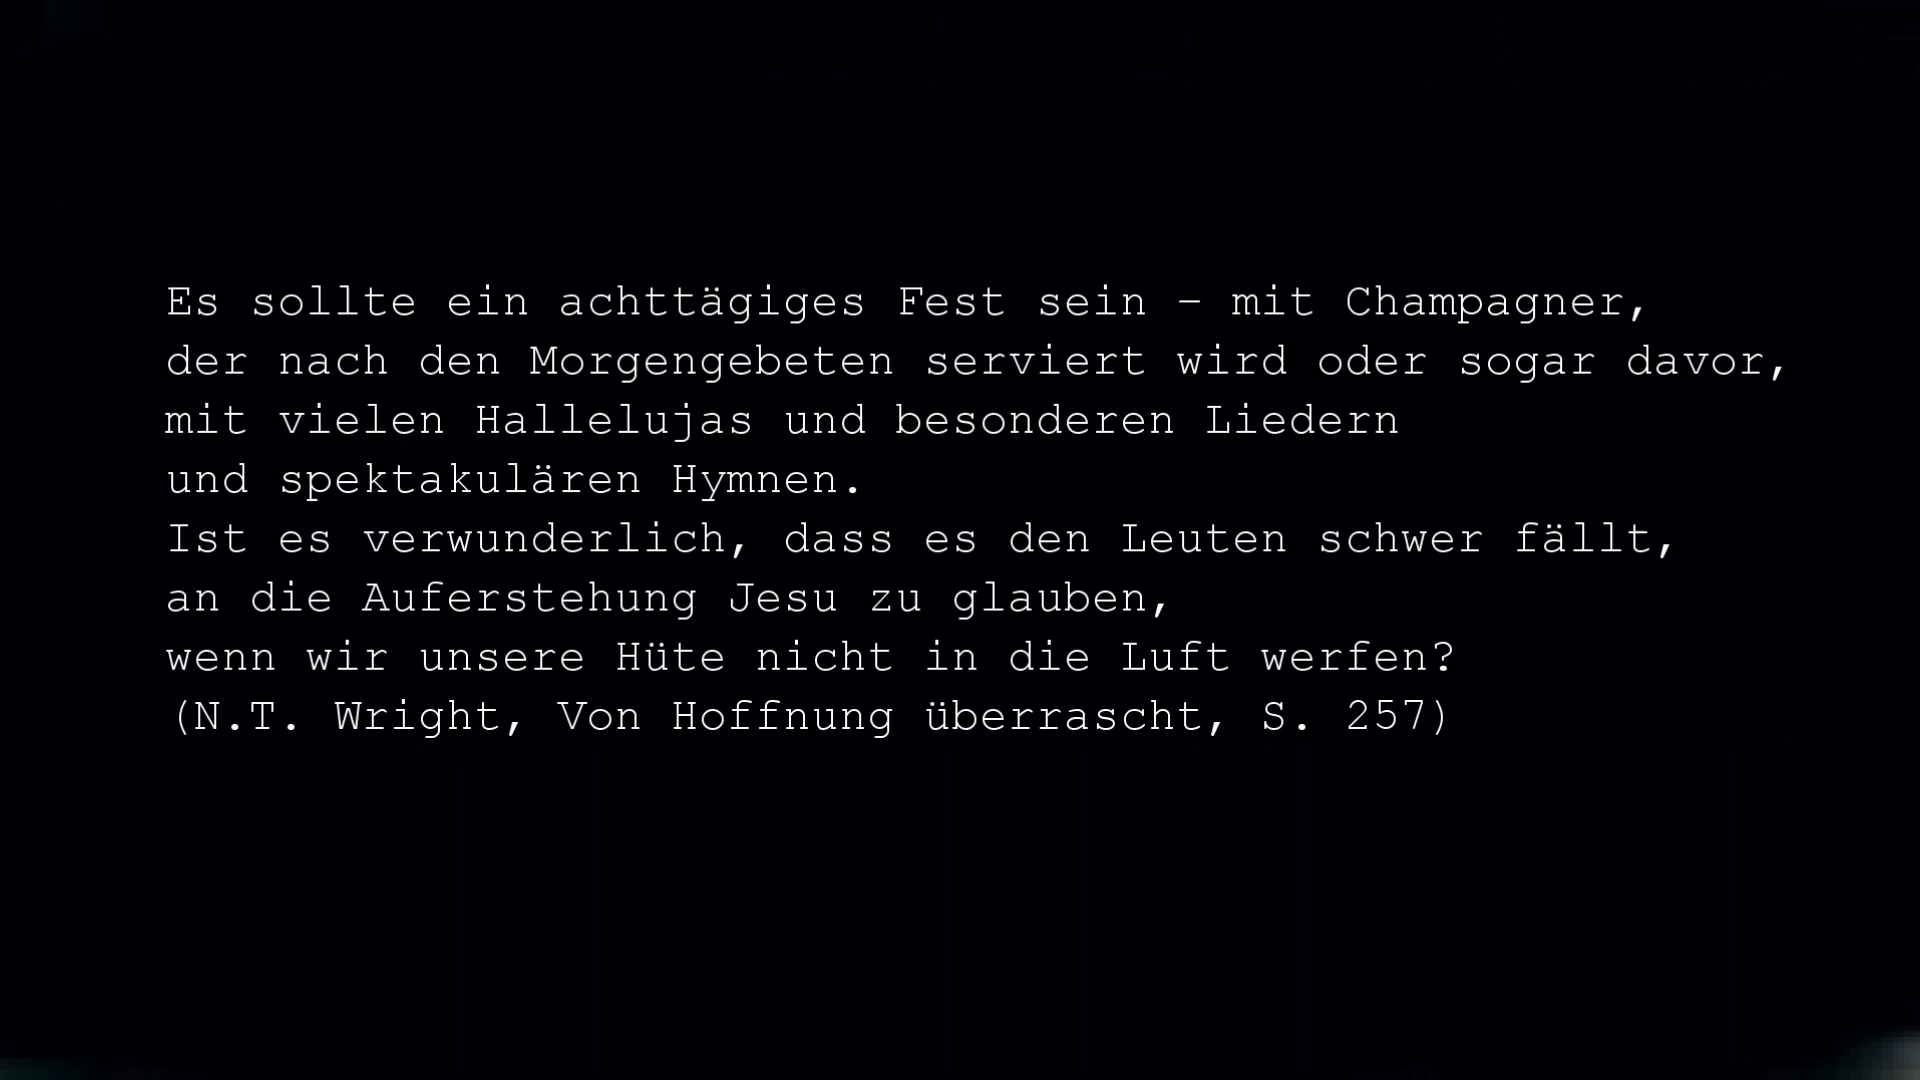 Es sollte ein achttägiges Fest sein – mit Champagner,
der nach den Morgengebeten serviert wird oder sogar davor,
mit vielen Hallelujas und besonderen Liedern
und spektakulären Hymnen.
Ist es verwunderlich, dass es den Leuten schwer fällt,
an die Auferstehung Jesu zu glauben,
wenn wir unsere Hüte nicht in die Luft werfen?
(N.T. Wright, Von Hoffnung überrascht, S. 257)